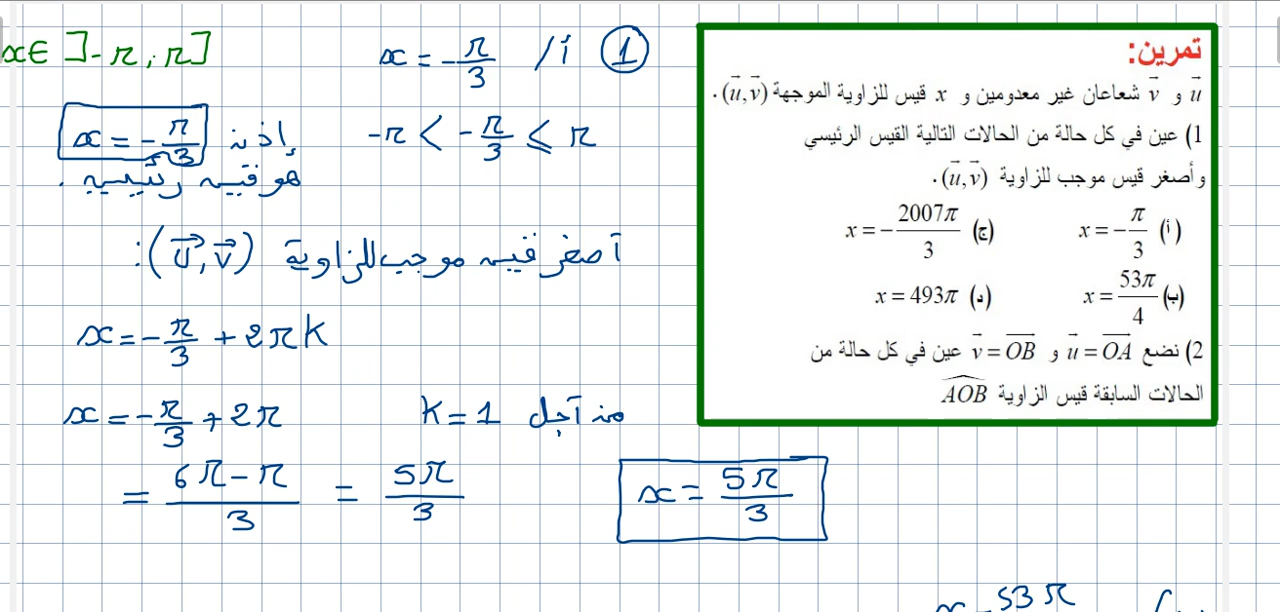 تمرين:
u⃗ و v⃗ شعاعان غير معدومين و x قيس للزاوية الموجهة (u⃗,v⃗).
1) عين في كل حالة من الحالات التالية القيس الرئيسي
وأصغر قيس موجب للزاوية (u⃗,v⃗).
أ) x = -π/3 ج) x = -2007π/3
ب) x = 53π/4 د) x = 493π
2) نضع u⃗ = OA⃗ و v⃗ = OB⃗ عين في كل حالة من
الحالات السابقة قيس الزاوية AOB̂
① أ/ x = -π/3 x ∈ ]-π ; π]
-π < -π/3 ≤ π إذن x = -π/3
هو قيس رئيسي .
أصغر قيس موجب للزاوية (u⃗,v⃗) :
x = -π/3 + 2πk
من أجل k = 1 x = -π/3 + 2π
= (6π - π)/3 = 5π/3 x = 5π/3
x = 53π